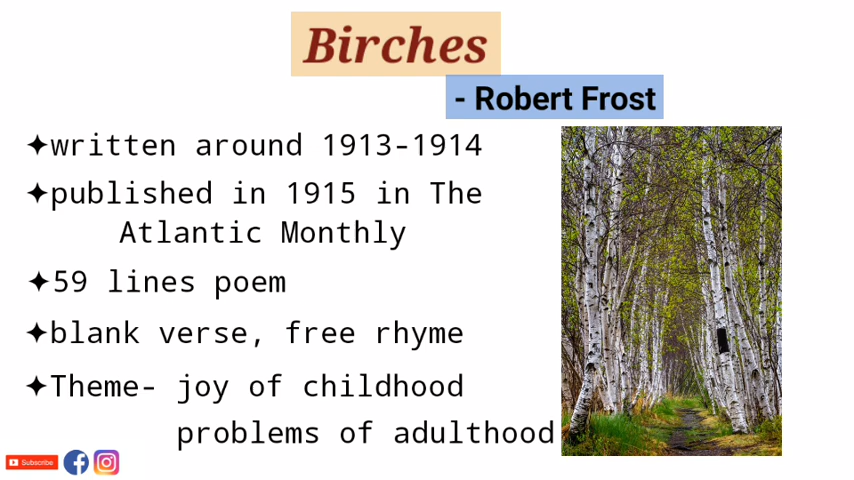 Birches
- Robert Frost
✦written around 1913-1914
✦published in 1915 in The
Atlantic Monthly
✦59 lines poem
✦blank verse, free rhyme
✦Theme- joy of childhood
problems of adulthood
Subscribe